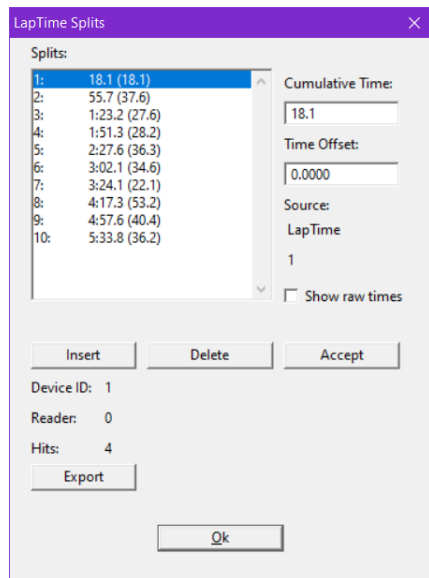 LapTime Splits
Splits:
1: 18.1 (18.1)
2: 55.7 (37.6)
3: 1:23.2 (27.6)
4: 1:51.3 (28.2)
5: 2:27.6 (36.3)
6: 3:02.1 (34.6)
7: 3:24.1 (22.1)
8: 4:17.3 (53.2)
9: 4:57.6 (40.4)
10: 5:33.8 (36.2)
Cumulative Time:
18.1
Time Offset:
0.0000
Source:
LapTime
1
Show raw times
Insert
Delete
Accept
Device ID: 1
Reader: 0
Hits: 4
Export
Ok